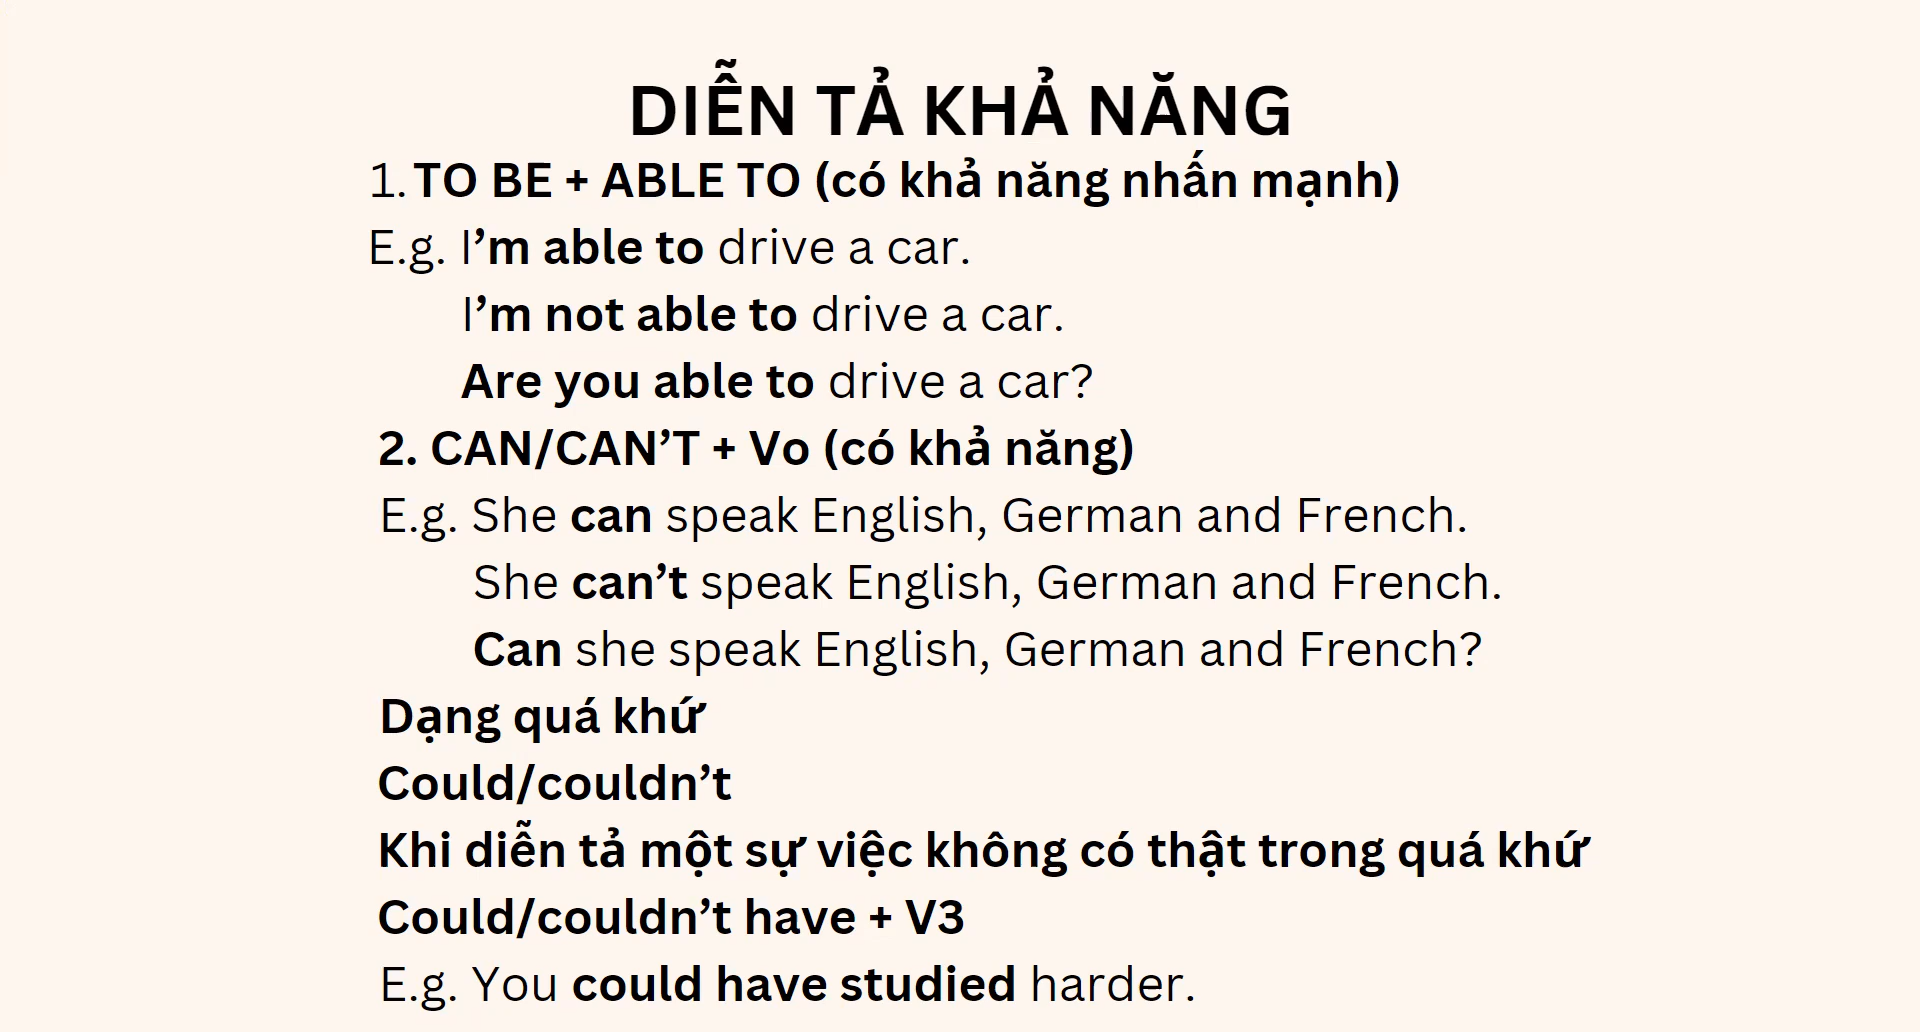 DIỄN TẢ KHẢ NĂNG
1. TO BE + ABLE TO (có khả năng nhấn mạnh)
E.g. I’m able to drive a car.
I’m not able to drive a car.
Are you able to drive a car?
2. CAN/CAN’T + Vo (có khả năng)
E.g. She can speak English, German and French.
She can’t speak English, German and French.
Can she speak English, German and French?
Dạng quá khứ
Could/couldn’t
Khi diễn tả một sự việc không có thật trong quá khứ
Could/couldn’t have + V3
E.g. You could have studied harder.